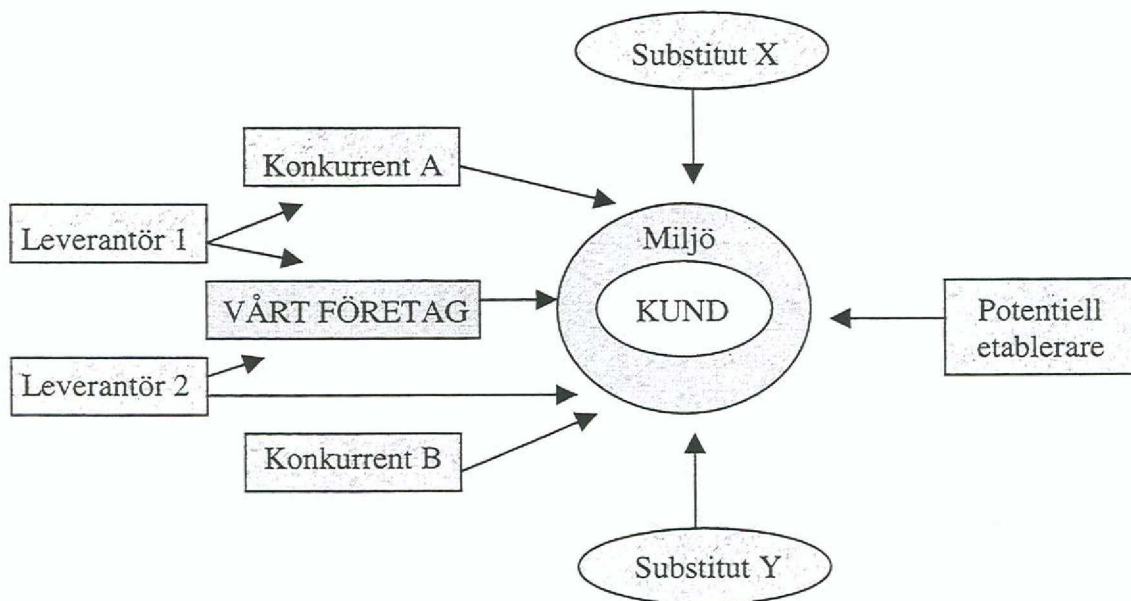 Substitut X
Konkurrent A
Leverantör 1
Miljö
VÅRT FÖRETAG
KUND
Potentiell
etablerare
Leverantör 2
Konkurrent B
Substitut Y